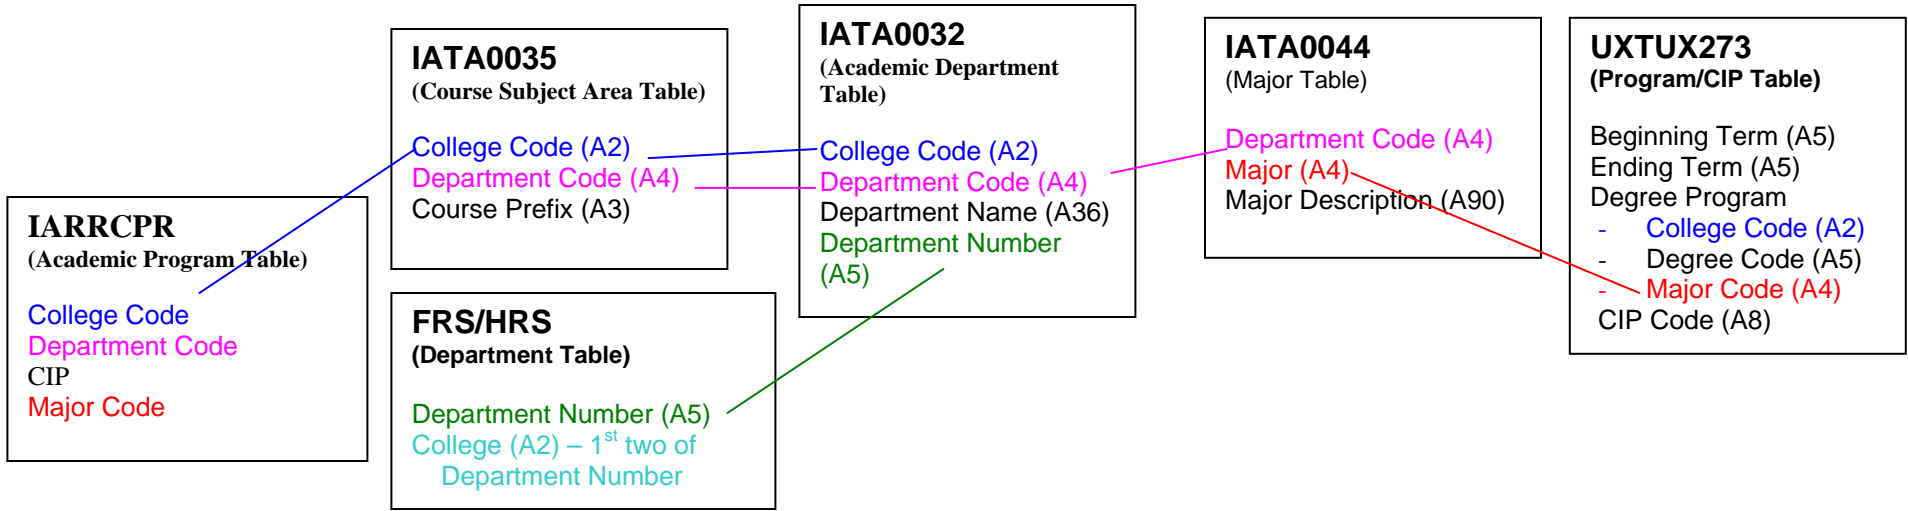 IARRCPR
(Academic Program Table)
College Code
Department Code
CIP
Major Code
IATA0035
(Course Subject Area Table)
College Code (A2)
Department Code (A4)
Course Prefix (A3)
FRS/HRS
(Department Table)
Department Number (A5)
College (A2) – 1st two of
Department Number
IATA0032
(Academic Department
Table)
College Code (A2)
Department Code (A4)
Department Name (A36)
Department Number
(A5)
IATA0044
(Major Table)
Department Code (A4)
Major (A4)
Major Description (A90)
UXTUX273
(Program/CIP Table)
Beginning Term (A5)
Ending Term (A5)
Degree Program
- College Code (A2)
- Degree Code (A5)
- Major Code (A4)
CIP Code (A8)